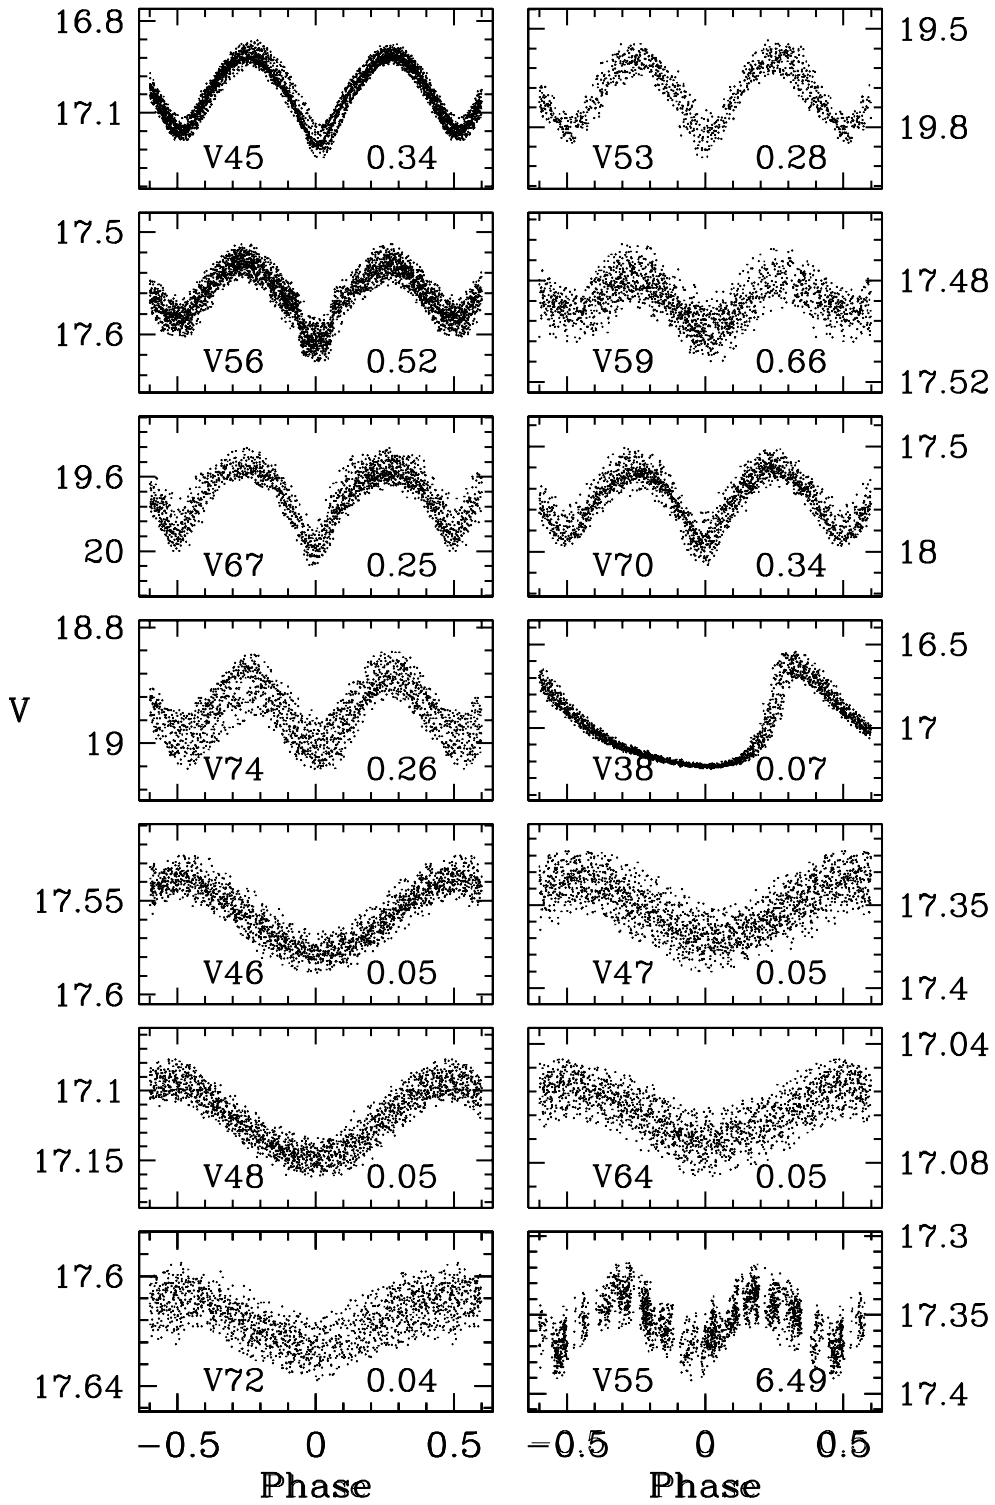 16.8
17.1
V45 0.34
19.5
19.8
V53 0.28
17.5
17.6
V56 0.52
17.48
17.52
V59 0.66
19.6
20
V67 0.25
17.5
18
V70 0.34
18.8
19
V74 0.26
16.5
17
V38 0.07
V
17.55
17.6
V46 0.05
17.35
17.4
V47 0.05
17.1
17.15
V48 0.05
17.04
17.08
V64 0.05
17.6
17.64
V72 0.04
17.3
17.35
17.4
V55 6.49
−0.5 0 0.5
−0.5 0 0.5
Phase
Phase